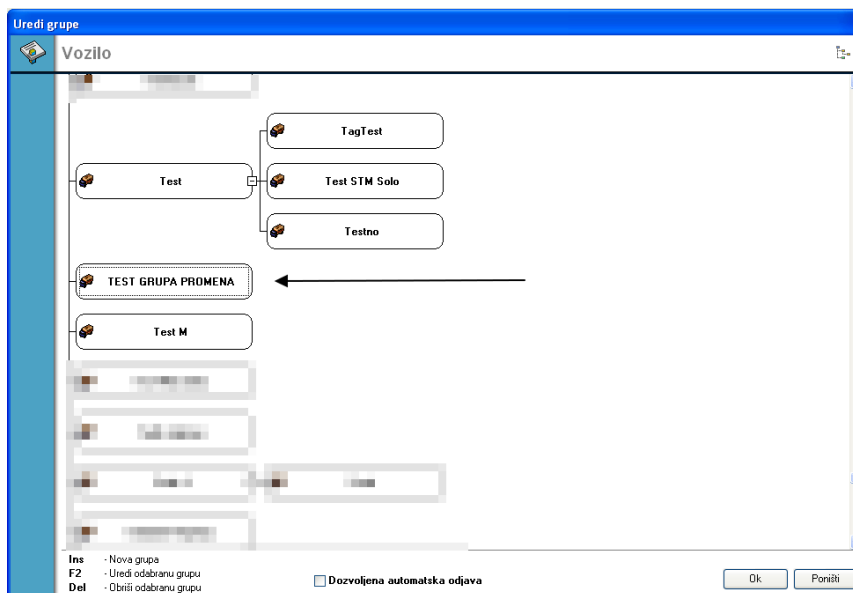 Uredi grupe
Vozilo
TagTest
Test
Test STM Solo
Testno
TEST GRUPA PROMENA
Test M
Ins - Nova grupa
F2 - Uredi odabranu grupu
Del - Obriši odabranu grupu
Dozvoljena automatska odjava
Ok
Poništi